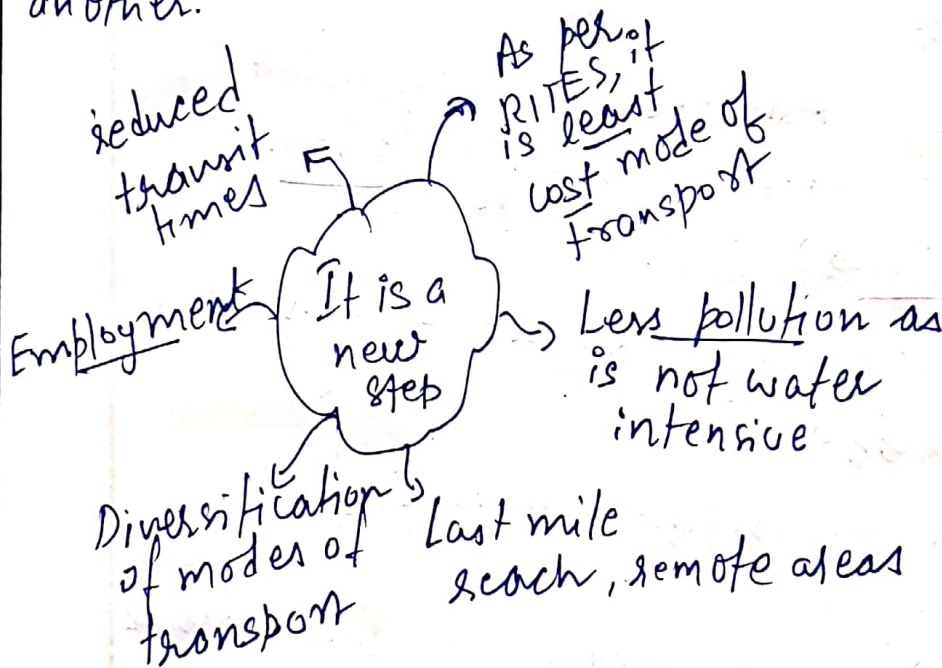 another.
reduced
transit
times
As per
RITES, it
is least
cost mode of
transport
Employment
It is a
new
step
Less pollution as
is not water
intensive
Diversification
of modes of
transport
Last mile
reach, remote areas